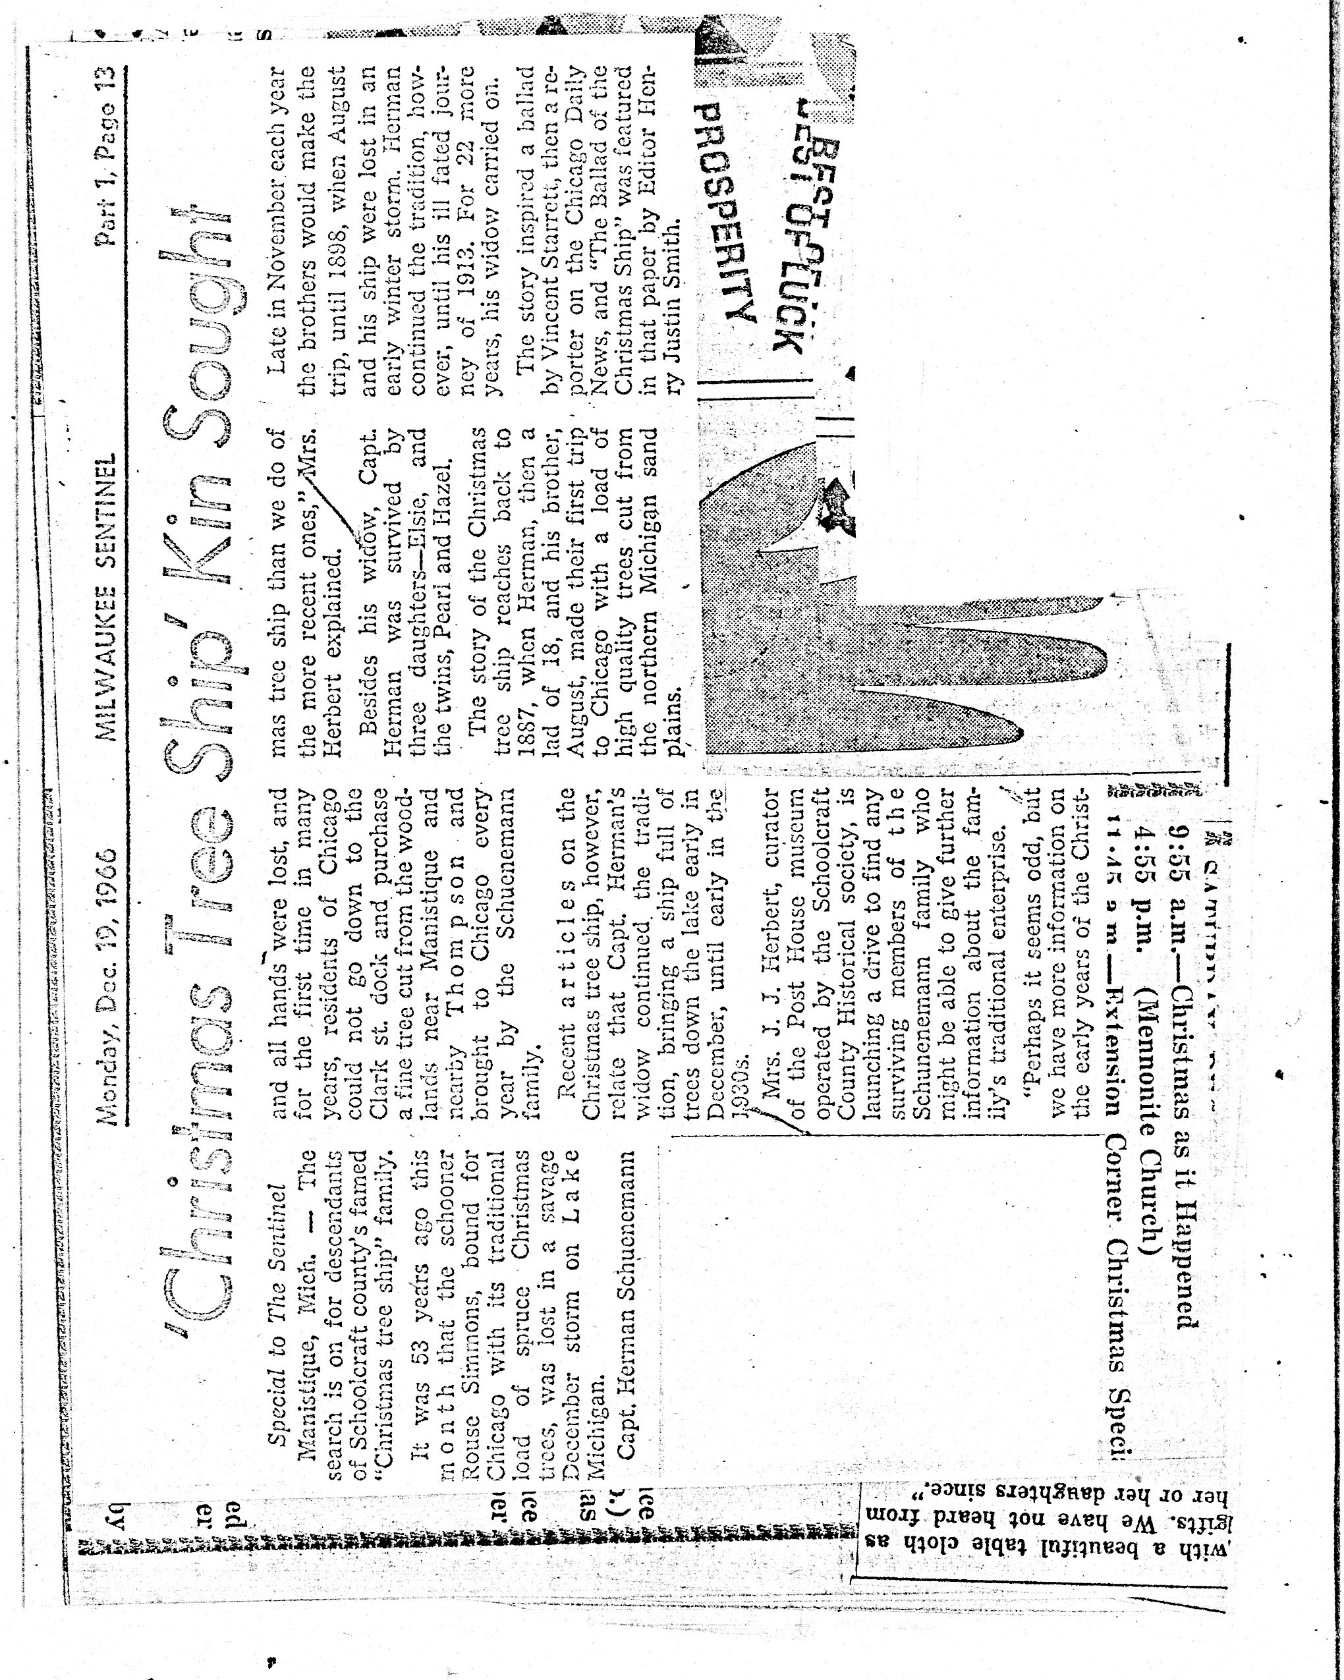 Monday, Dec. 19, 1966 MILWAUKEE SENTINEL Part 1, Page 13
'Christmas Tree Ship' Kin Sought
Special to The Sentinel
Manistique, Mich. — The
search is on for descendants
of Schoolcraft county's famed
“Christmas tree ship” family.
It was 53 years ago this
month that the schooner
Rouse Simmons, bound for
Chicago with its traditional
load of spruce Christmas
trees, was lost in a savage
December storm on Lake
Michigan.
Capt. Herman Schuenemann
and all hands were lost, and
for the first time in many
years, residents of Chicago
could not go down to the
Clark st. dock and purchase
a fine tree cut from the wood-
lands near Manistique and
nearby Thompson and
brought to Chicago every
year by the Schuenemann
family.
Recent articles on the
Christmas tree ship, however,
relate that Capt. Herman's
widow continued the tradi-
tion, bringing a ship full of
trees down the lake early in
December, until early in the
1930s.
Mrs. J. J. Herbert, curator
of the Post House museum
operated by the Schoolcraft
County Historical society, is
launching a drive to find any
surviving members of the
Schuenemann family who
might be able to give further
information about the fam-
ily's traditional enterprise.
“Perhaps it seems odd, but
we have more information on
the early years of the Christ-
mas tree ship than we do of
the more recent ones,” Mrs.
Herbert explained.
Besides his widow, Capt.
Herman was survived by
three daughters—Elsie, and
the twins, Pearl and Hazel.
The story of the Christmas
tree ship reaches back to
1887, when Herman, then a
lad of 18, and his brother,
August, made their first trip
to Chicago with a load of
high quality trees cut from
the northern Michigan sand
plains.
Late in November each year
the brothers would make the
trip, until 1898, when August
and his ship were lost in an
early winter storm. Herman
continued the tradition, how-
ever, until his ill fated jour-
ney of 1913. For 22 more
years, his widow carried on.
The story inspired a ballad
by Vincent Starrett, then a re-
porter on the Chicago Daily
News, and “The Ballad of the
Christmas Ship” was featured
in that paper by Editor Hen-
ry Justin Smith.
PROSPERITY
BEST OF LUCK
11:45 a.m.—Extension Corner Christmas Speci
4:55 p.m. (Mennonite Church)
9:55 a.m.—Christmas as it Happened
with a beautiful table cloth as
gifts. We have not heard from
her or her daughters since.”
by
er
ed